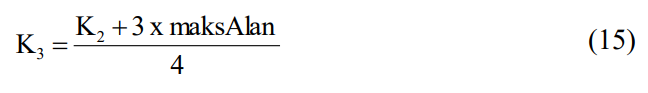 K₃ = (K₂ + 3 x maksAlan) / 4 (15)